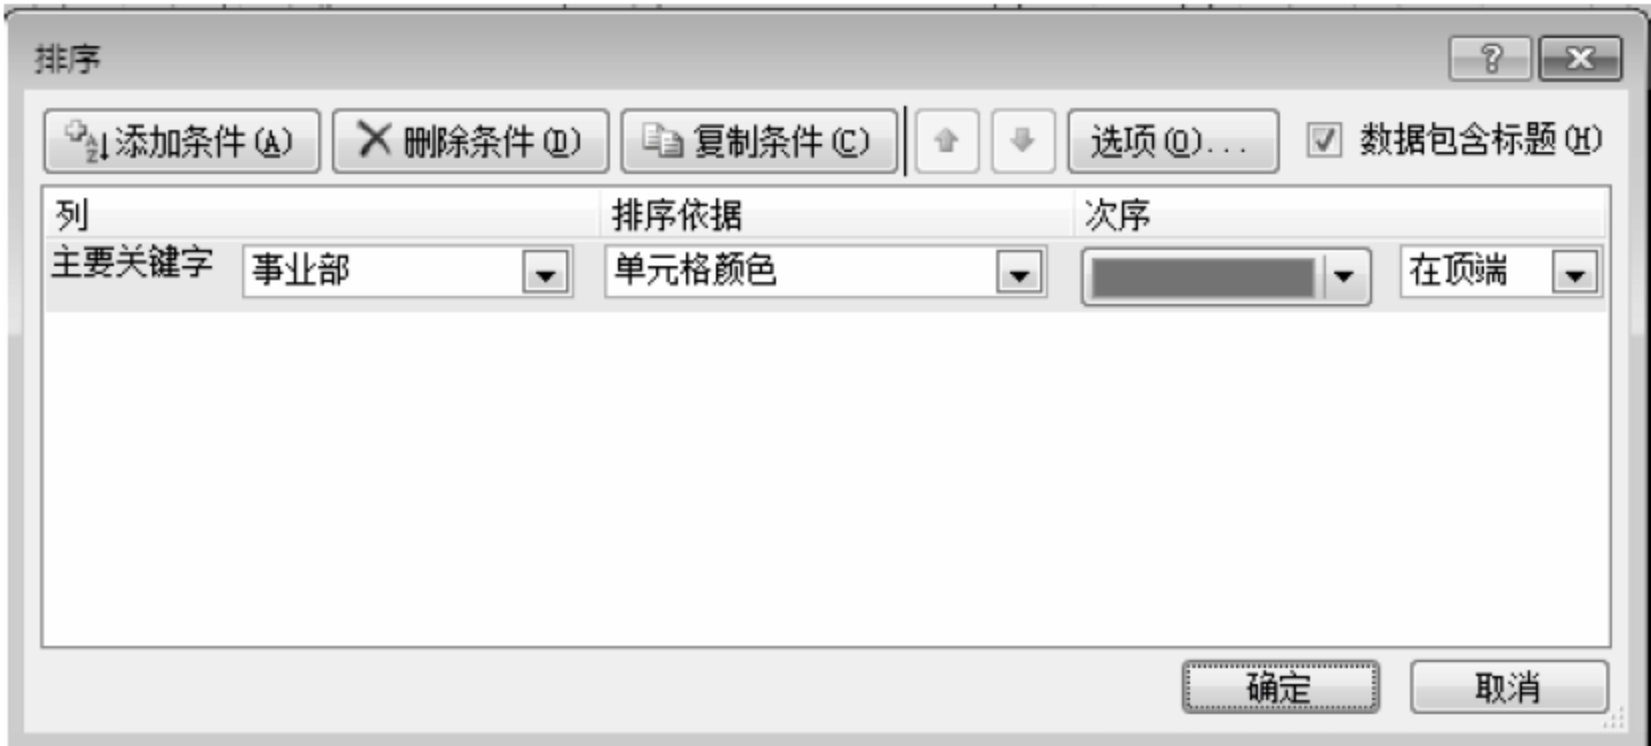 排序
添加条件(A) 删除条件(D) 复制条件(C) 选项(O)... 数据包含标题(H)
列 排序依据 次序
主要关键字 事业部 单元格颜色 在顶端
确定 取消